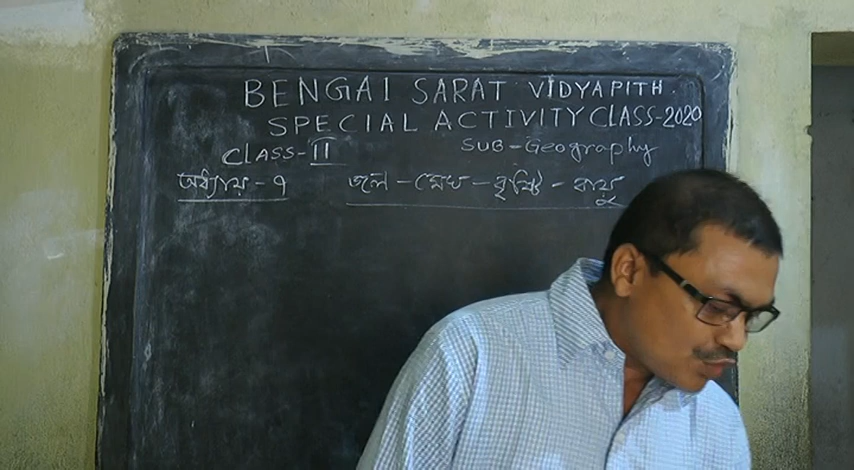 BENGAI SARAT VIDYAPITH.
SPECIAL ACTIVITY CLASS-2020
CLASS-II SUB-Geography
অধ্যায় - ৭ জল - মেঘ - বৃষ্টি - বায়ু